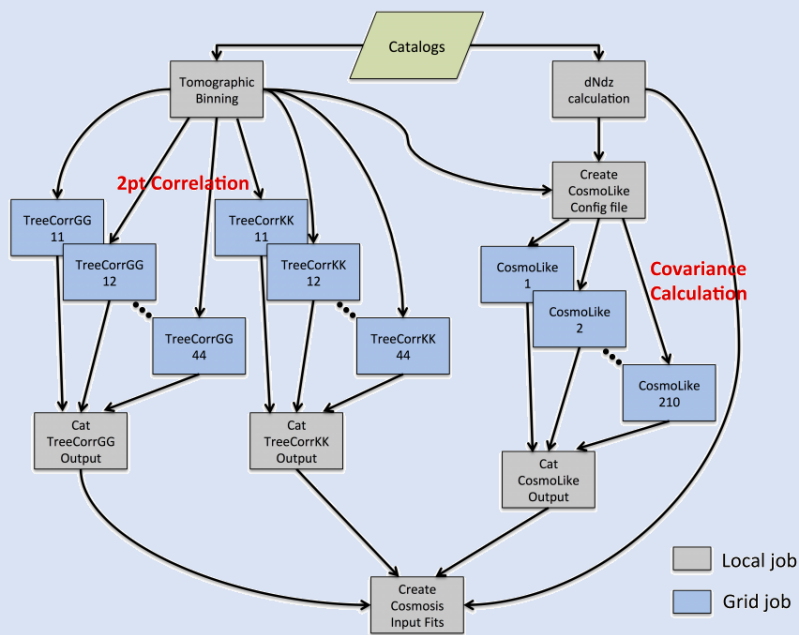 Catalogs
Tomographic
Binning
dNdz
calculation
2pt Correlation
Create
CosmoLike
Config file
TreeCorrGG
11
TreeCorrGG
12
TreeCorrGG
44
TreeCorrKK
11
TreeCorrKK
12
TreeCorrKK
44
CosmoLike
1
CosmoLike
2
CosmoLike
210
Covariance
Calculation
Cat
TreeCorrGG
Output
Cat
TreeCorrKK
Output
Cat
CosmoLike
Output
Create
Cosmosis
Input Fits
Local job
Grid job